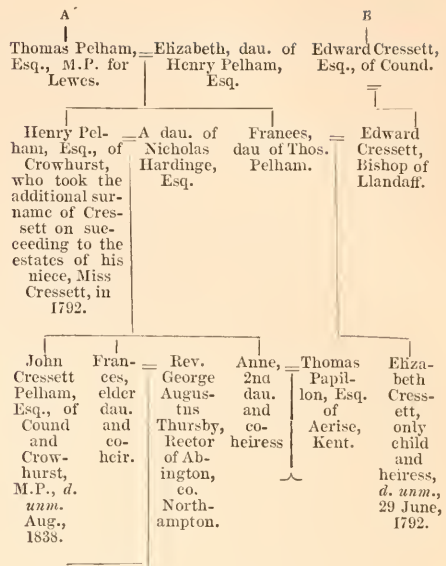 A
B
Thomas Pelham,
Esq., M.P. for
Lewes.
Elizabeth, dau. of
Henry Pelham,
Esq.
Edward Cressett,
Esq., of Cound.
Henry Pel-
ham, Esq., of
Crowhurst,
who took the
additional sur-
name of Cres-
sett on suc-
ceeding to the
estates of his
niece, Miss
Cressett, in
1792.
A dau. of
Nicholas
Hardinge,
Esq.
Frances,
dau of Thos.
Pelham.
Edward
Cressett,
Bishop of
Llandaff.
John
Cressett
Pelham,
Esq., of
Cound
and
Crow-
hurst,
M.P., d.
unm.
Aug.,
1838.
Fran-
ces,
elder
dau.
and
co-
heir.
Rev.
George
Augus-
tus
Thursby,
Rector
of Ab-
ington,
co.
North-
ampton.
Anne,
2nd
dau.
and
co-
heiress
Thomas
Papil-
lon, Esq.
of
Acrise,
Kent.
Eliza-
beth
Cress-
ett,
only
child
and
heiress,
d. unm.,
29 June,
1792.